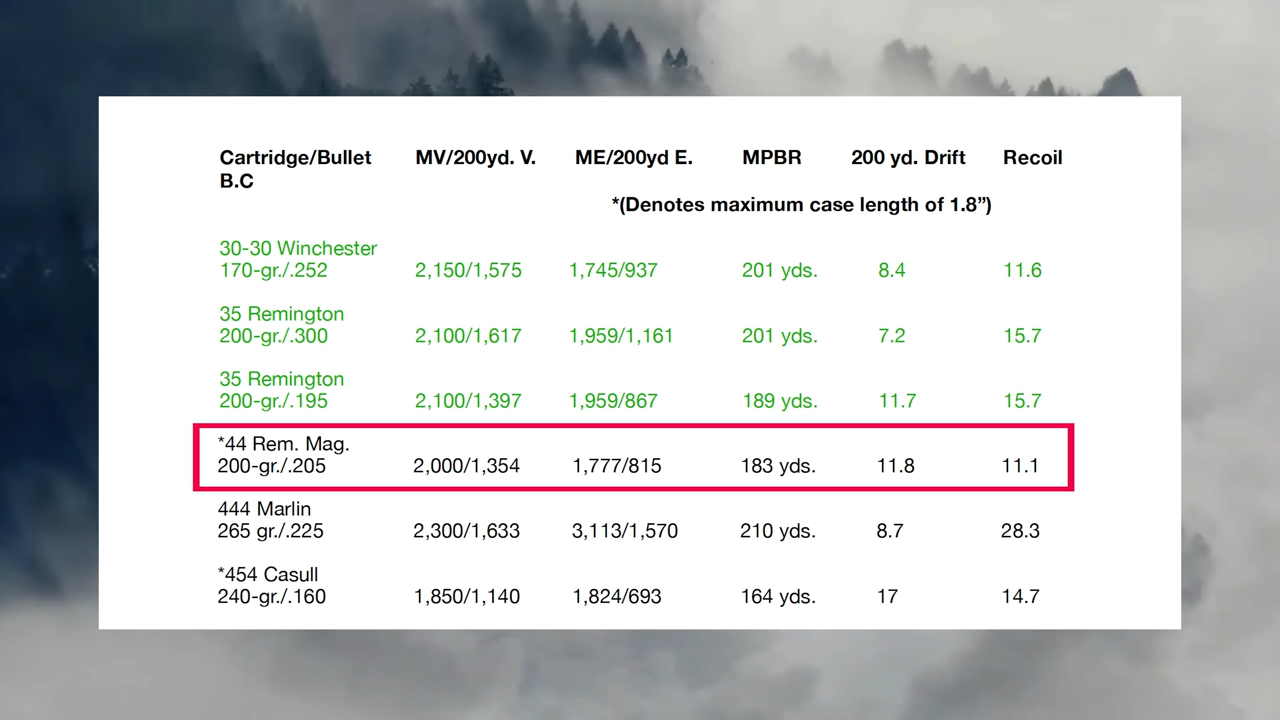 Cartridge/Bullet MV/200yd. V. ME/200yd E. MPBR 200 yd. Drift Recoil
B.C
*(Denotes maximum case length of 1.8”)
30-30 Winchester
170-gr./.252 2,150/1,575 1,745/937 201 yds. 8.4 11.6
35 Remington
200-gr./.300 2,100/1,617 1,959/1,161 201 yds. 7.2 15.7
35 Remington
200-gr./.195 2,100/1,397 1,959/867 189 yds. 11.7 15.7
*44 Rem. Mag.
200-gr./.205 2,000/1,354 1,777/815 183 yds. 11.8 11.1
444 Marlin
265 gr./.225 2,300/1,633 3,113/1,570 210 yds. 8.7 28.3
*454 Casull
240-gr./.160 1,850/1,140 1,824/693 164 yds. 17 14.7